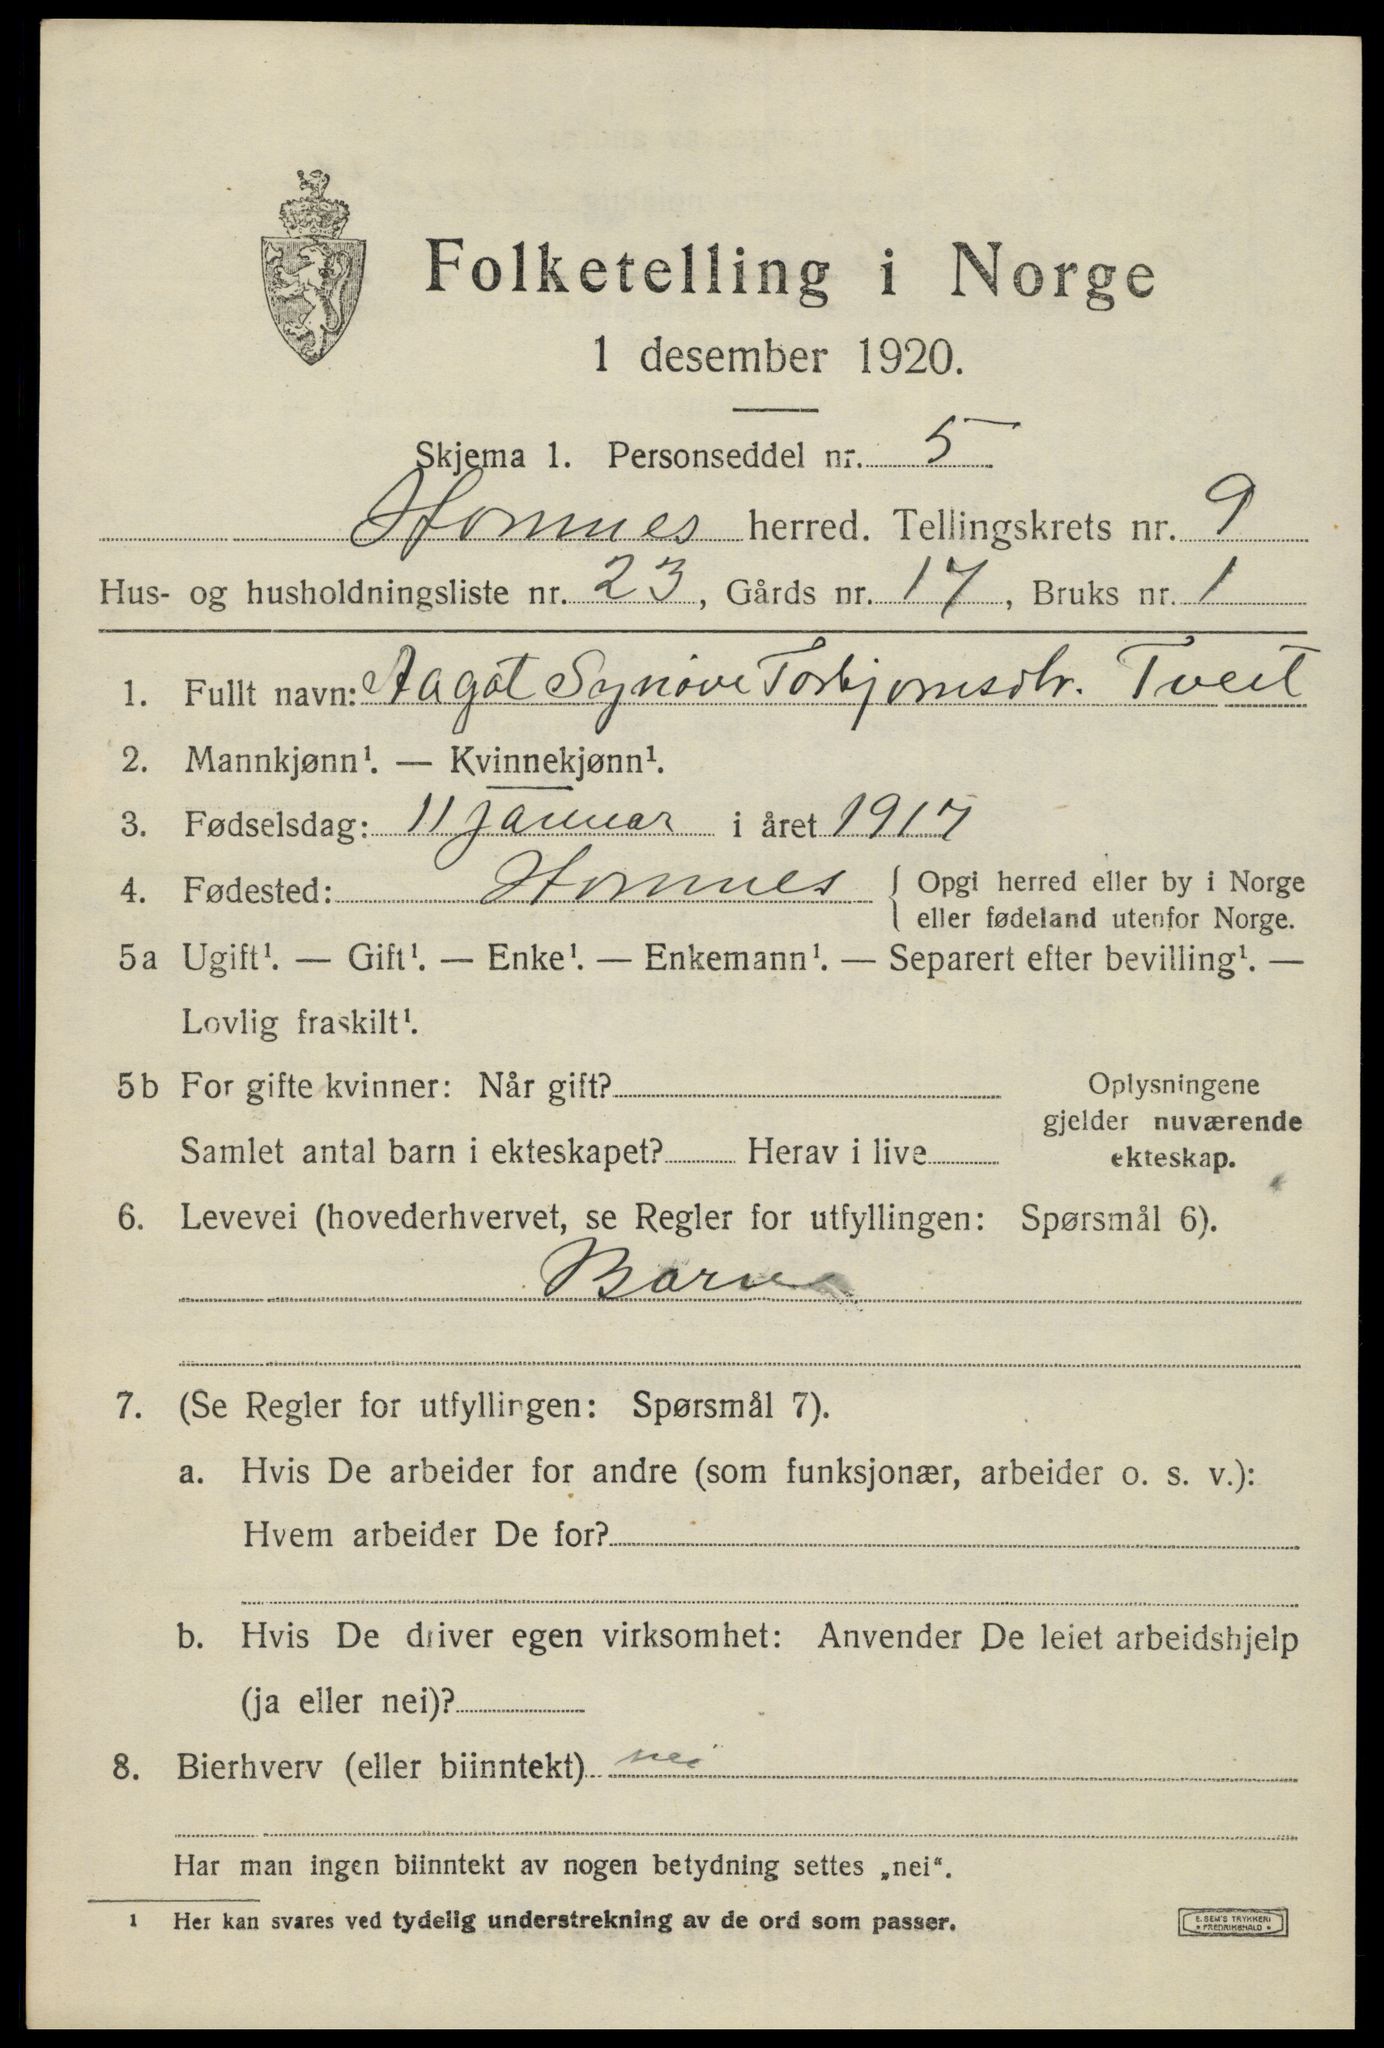 Folketelling i Norge
1 desember 1920.
Skjema 1. Personseddel nr. 5
Hornnes herred. Tellingskrets nr. 9
Hus- og husholdningsliste nr. 23, Gårds nr. 17, Bruks nr. 1
1. Fullt navn: Aagot Synöve Torbjornsdtr. Tveit
2. Mannkjønn¹. — Kvinnekjønn¹.
3. Fødselsdag: 11 januar i året 1917
4. Fødested: Hornnes { Opgi herred eller by i Norge
eller fødeland utenfor Norge.
5a Ugift¹. — Gift¹. — Enke¹. — Enkemann¹. — Separert efter bevilling¹. —
Lovlig fraskilt¹.
5b For gifte kvinner: Når gift? Oplysningene
gjelder nuværende
Samlet antal barn i ekteskapet? Herav i live ekteskap.
6. Levevei (hovederhvervet, se Regler for utfyllingen: Spørsmål 6).
Barn
7. (Se Regler for utfyllingen: Spørsmål 7).
a. Hvis De arbeider for andre (som funksjonær, arbeider o. s. v.):
Hvem arbeider De for?
b. Hvis De driver egen virksomhet: Anvender De leiet arbeidshjelp
(ja eller nei)?
8. Bierhverv (eller biinntekt) nei
Har man ingen biinntekt av nogen betydning settes „nei“.
1 Her kan svares ved tydelig understrekning av de ord som passer.
E. SEM'S TRYKKERI
* FREDRIKSHALD *